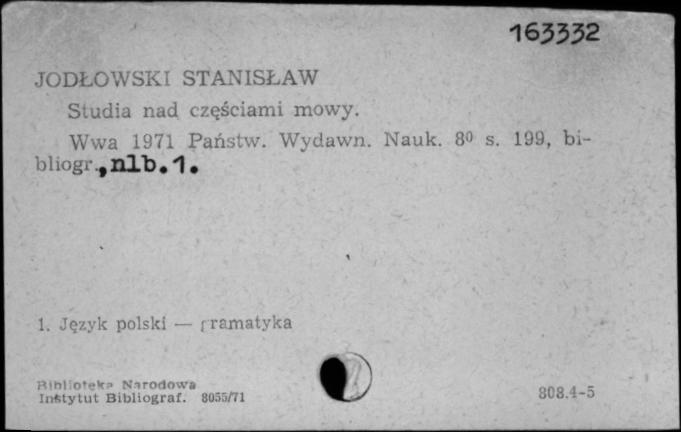 163332
JODŁOWSKI STANISŁAW
Studia nad częściami mowy.
Wwa 1971 Państw. Wydawn. Nauk. 8⁰ s. 199, bi-
bliogr., nlb. 1.
1. Język polski — gramatyka
Biblioteka Narodowa
Instytut Bibliograf. 8055/71
808.4-5